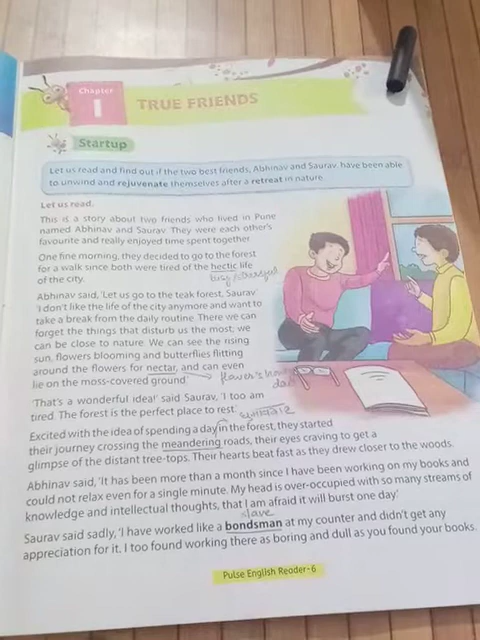 Chapter
1
TRUE FRIENDS
Startup
Let us read and find out if the two best friends, Abhinav and Saurav, have been able
to unwind and rejuvenate themselves after a retreat in nature.
Let us read.
This is a story about two friends who lived in Pune
named Abhinav and Saurav. They were each other's
favourite and really enjoyed time spent together.
One fine morning, they decided to go to the forest
for a walk since both were tired of the hectic life
of the city.
busy/stressful
Abhinav said, 'Let us go to the teak forest, Saurav.'
'I don't like the life of the city anymore and want to
take a break from the daily routine. There we can
forget the things that disturb us the most; we
can be close to nature. We can see the rising
sun, flowers blooming and butterflies flitting
around the flowers for nectar, and can even
lie on the moss-covered ground.'
flower's
'That's a wonderful idea!' said Saurav, 'I too am
tired. The forest is the perfect place to rest.'
Excited with the idea of spending a day in the forest, they started
their journey crossing the meandering roads, their eyes craving to get a
glimpse of the distant tree-tops. Their hearts beat fast as they drew closer to the woods.
Abhinav said, 'It has been more than a month since I have been working on my books and
could not relax even for a single minute. My head is over-occupied with so many streams of
knowledge and intellectual thoughts, that I am afraid it will burst one day.'
slave
Saurav said sadly, 'I have worked like a bondsman at my counter and didn't get any
appreciation for it. I too found working there as boring and dull as you found your books.
Pulse English Reader-6